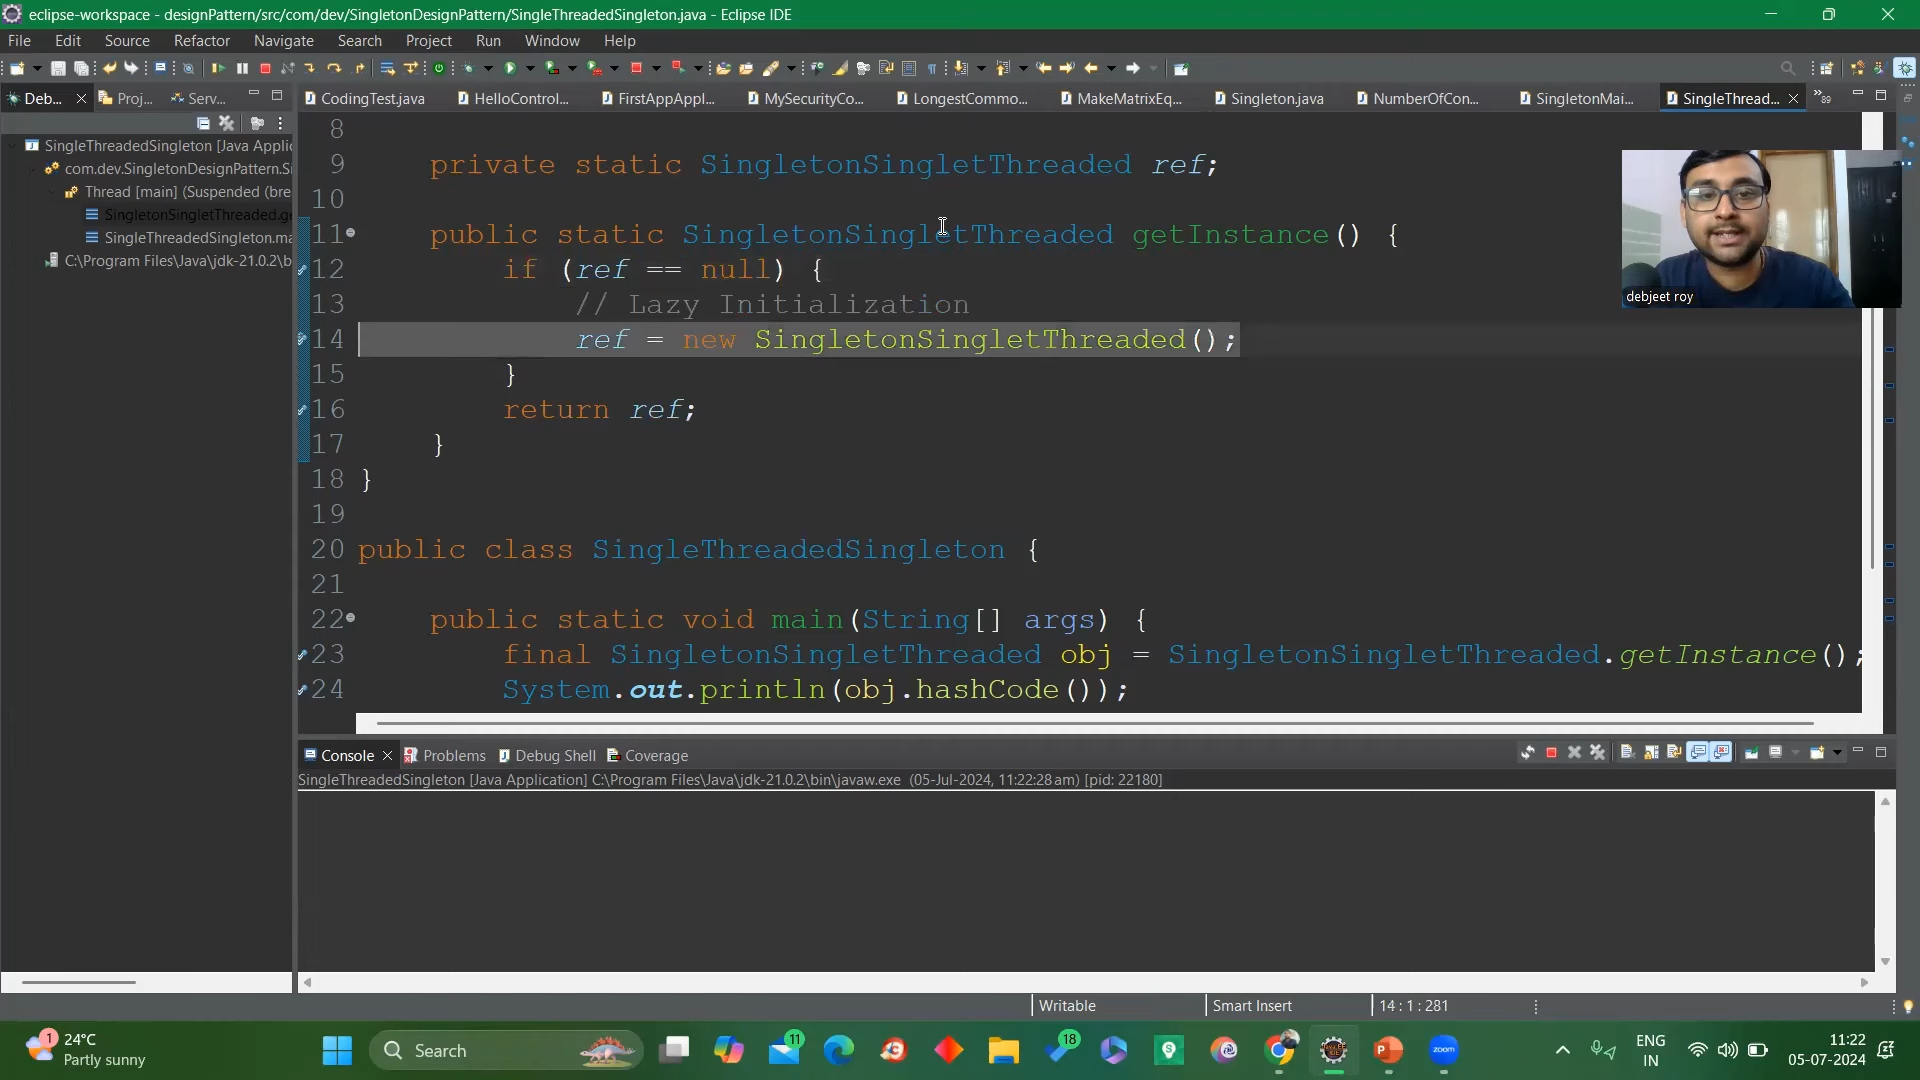 eclipse-workspace - designPattern/src/com/dev/SingletonDesignPattern/SingleThreadedSingleton.java - Eclipse IDE
File Edit Source Refactor Navigate Search Project Run Window Help
Deb... Proj... Serv...
CodingTest.java HelloControl... FirstAppAppl... MySecurityCo... LongestCommo... MakeMatrixEq... Singleton.java NumberOfCon... SingletonMai... SingleThread... »89
SingleThreadedSingleton [Java Applic
com.dev.SingletonDesignPattern.Si
Thread [main] (Suspended (bre
SingletonSingletThreaded.ge
SingleThreadedSingleton.ma
C:\Program Files\Java\jdk-21.0.2\b
8
9 private static SingletonSingletThreaded ref;
10
11 public static SingletonSingletThreaded getInstance() {
12 if (ref == null) {
13 // Lazy Initialization
14 ref = new SingletonSingletThreaded();
15 }
16 return ref;
17 }
18 }
19
20 public class SingleThreadedSingleton {
21
22 public static void main(String[] args) {
23 final SingletonSingletThreaded obj = SingletonSingletThreaded.getInstance();
24 System.out.println(obj.hashCode());
debjeet roy
Console Problems Debug Shell Coverage
SingleThreadedSingleton [Java Application] C:\Program Files\Java\jdk-21.0.2\bin\javaw.exe (05-Jul-2024, 11:22:28 am) [pid: 22180]
Writable Smart Insert 14 : 1 : 281
1 24°C
Partly sunny
Search
11
18
zoom
ENG
IN
11:22
05-07-2024